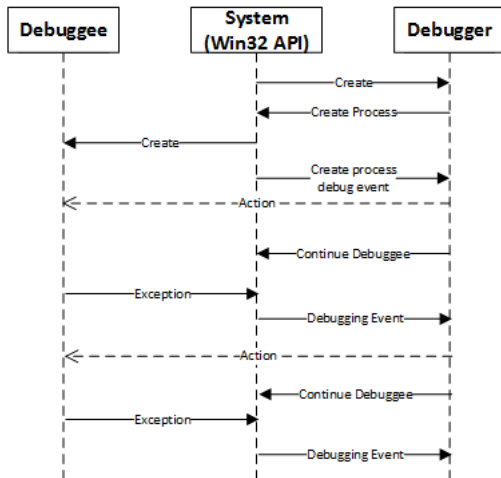 Debuggee
System
(Win32 API)
Debugger
Create
Create Process
Create
Create process
debug event
Action
Continue Debuggee
Exception
Debugging Event
Action
Continue Debuggee
Exception
Debugging Event